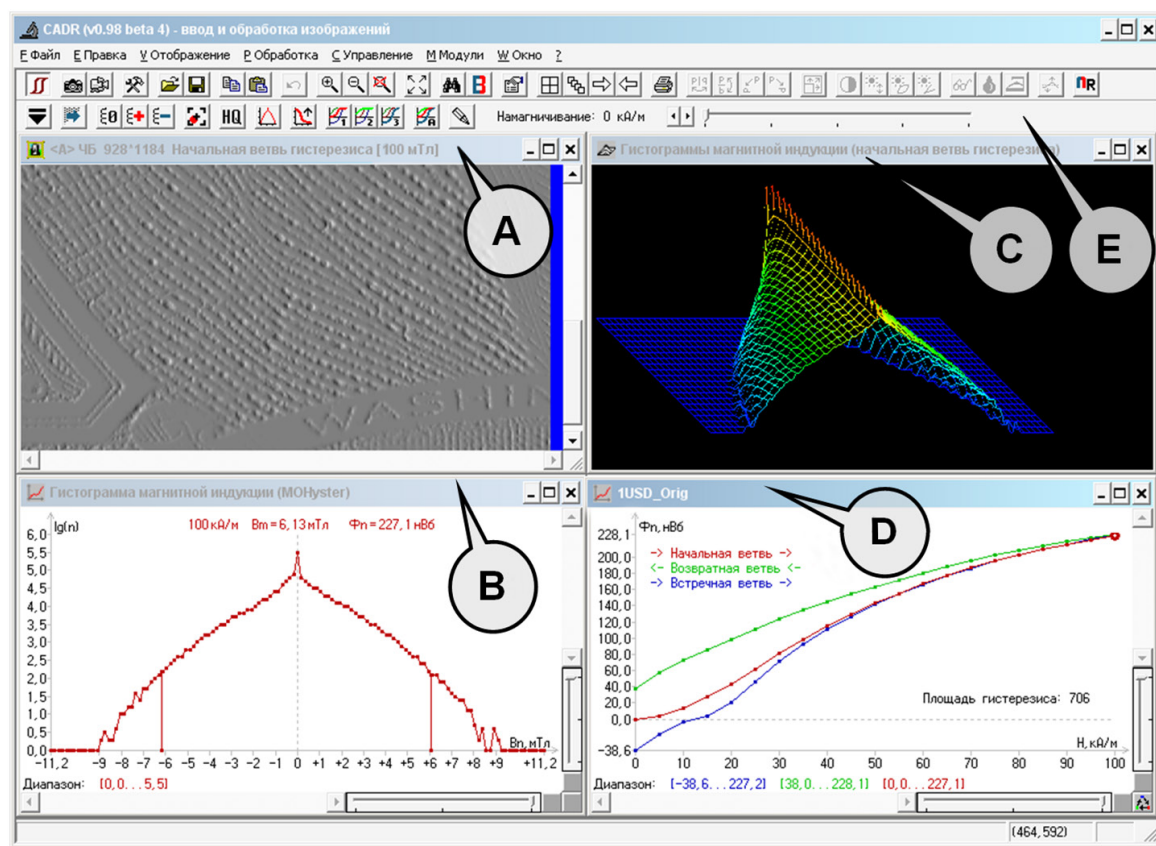 CADR (v0.98 beta 4) - ввод и обработка изображений
F Файл E Правка V Отображение P Обработка C Управление M Модули W Окно ?
HQ Намагничивание: 0 кА/м
<A> ЧБ 928*1184 Начальная ветвь гистерезиса [100 мТл]
A
WASHIN
Гистограммы магнитной индукции (начальная ветвь гистерезиса)
C
E
Гистограмма магнитной индукции (MOHyster)
lg(n)
100 кА/м Bm=6,13 мТл Фn=227,1 нВб
6,0
5,5
5,0
4,5
4,0
3,5
3,0
2,5
2,0
1,5
1,0
0,5
0,0
Bn, мТл
-11,2 -9 -8 -7 -6 -5 -4 -3 -2 -1 0 +1 +2 +3 +4 +5 +6 +7 +8 +9 +11,2
Диапазон: [0,0...5,5]
B
1USD_Orig
D
Фn, нВб
228,1
200,0
180,0
160,0
140,0
120,0
100,0
80,0
60,0
40,0
20,0
0,0
-38,6
-> Начальная ветвь ->
<- Возвратная ветвь <-
-> Встречная ветвь ->
Площадь гистерезиса: 706
H, кА/м
0 10 20 30 40 50 60 70 80 90 100
Диапазон: [-38,6...227,2] [38,0...228,1] [0,0...227,1]
(464,592)